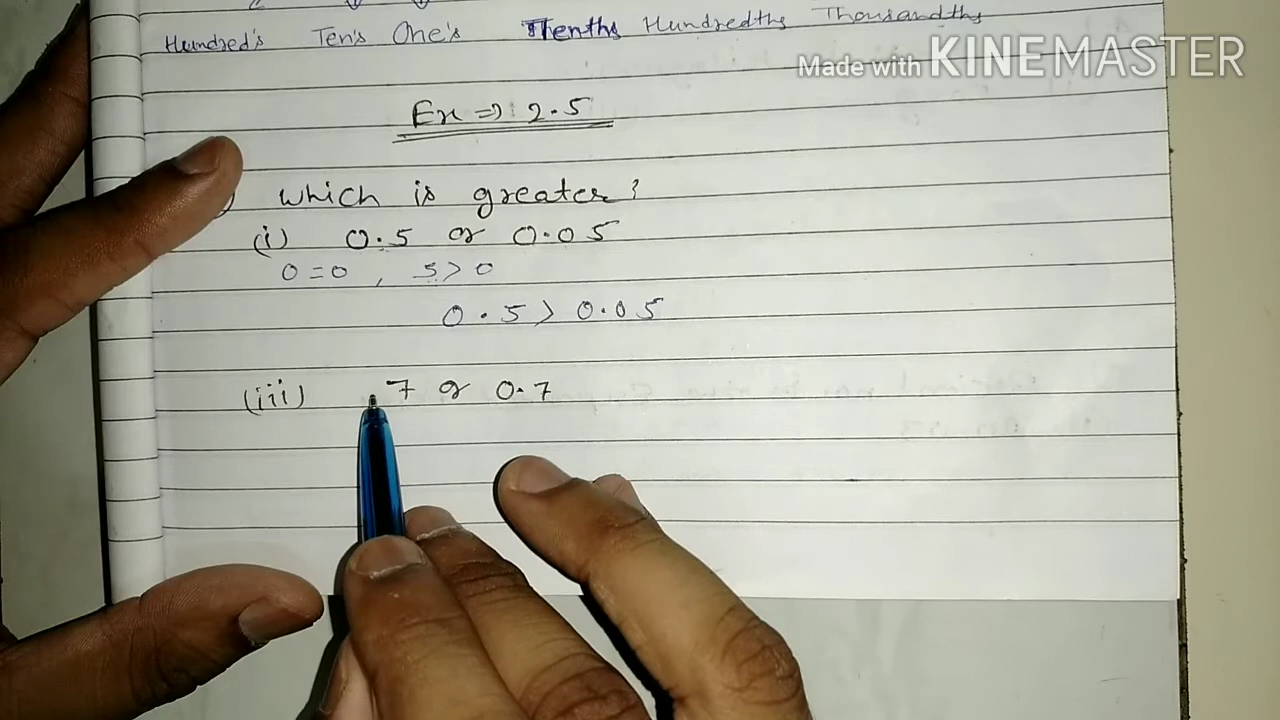 Hundred's Ten's One's Tenths Hundredths Thousandths
Made with KINEMASTER
Ex => : 2.5
which is greater?
(i) 0.5 or 0.05
0 = 0 , 5 > 0
0.5 > 0.05
(iii) 7 or 0.7